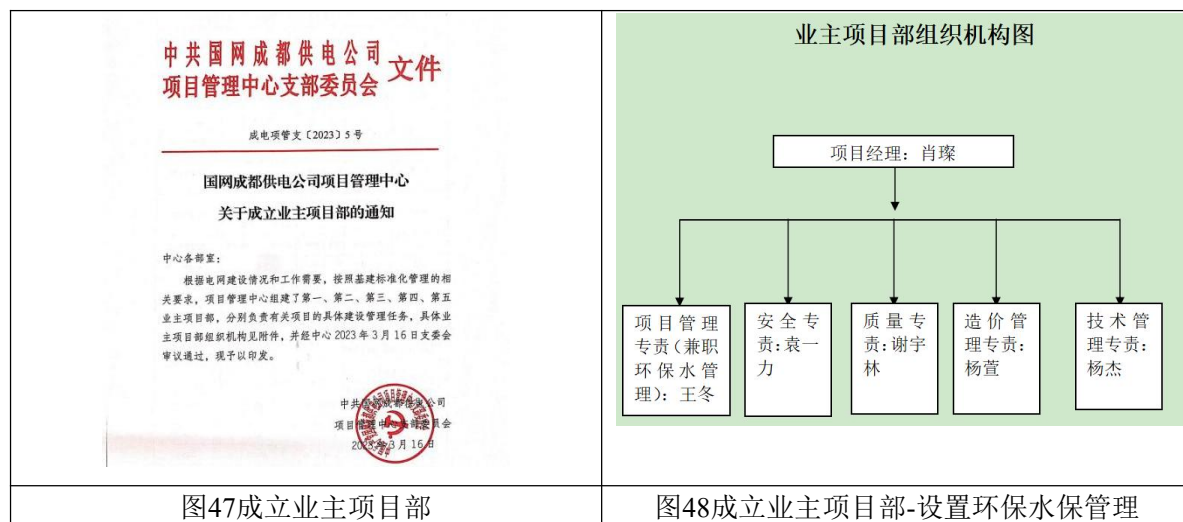 中共国网成都供电公司
项目管理中心支部委员会
文件
成电项管支〔2023〕5号
国网成都供电公司项目管理中心
关于成立业主项目部的通知
中心各部室：
根据电网建设情况和工作需要，按照基建标准化管理的相
关要求，项目管理中心组建了第一、第二、第三、第四、第五
业主项目部，分别负责有关项目的具体建设管理任务，具体业
主项目部组织机构见附件，并经中心2023年3月16日支委会
审议通过，现予以印发。
中共国网成都供电公司
项目管理中心支部委员会
2023年3月16日
图47成立业主项目部
业主项目部组织机构图
项目经理：肖璨
项目管理
专责（兼职
环保水管
理）：王冬
安全专
责：袁一
力
质量专
责：谢宇
林
造价管
理专责：
杨萱
技术管
理专责：
杨杰
图48成立业主项目部-设置环保水保管理